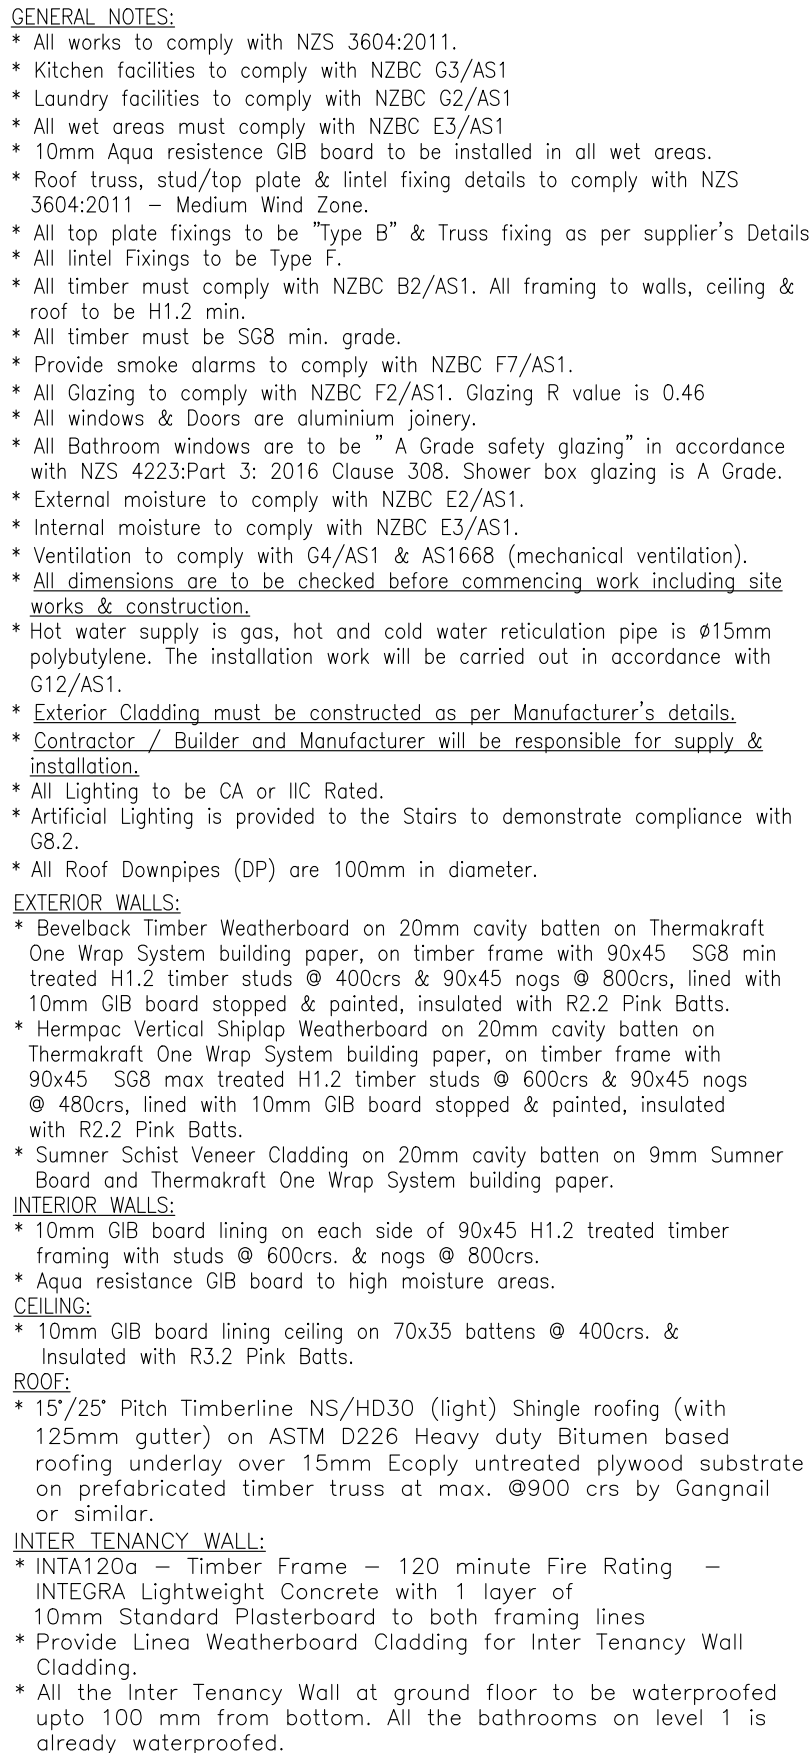 GENERAL NOTES:
* All works to comply with NZS 3604:2011.
* Kitchen facilities to comply with NZBC G3/AS1
* Laundry facilities to comply with NZBC G2/AS1
* All wet areas must comply with NZBC E3/AS1
* 10mm Aqua resistence GIB board to be installed in all wet areas.
* Roof truss, stud/top plate & lintel fixing details to comply with NZS
3604:2011 – Medium Wind Zone.
* All top plate fixings to be "Type B" & Truss fixing as per supplier's Details
* All lintel Fixings to be Type F.
* All timber must comply with NZBC B2/AS1. All framing to walls, ceiling &
roof to be H1.2 min.
* All timber must be SG8 min. grade.
* Provide smoke alarms to comply with NZBC F7/AS1.
* All Glazing to comply with NZBC F2/AS1. Glazing R value is 0.46
* All windows & Doors are aluminium joinery.
* All Bathroom windows are to be " A Grade safety glazing" in accordance
with NZS 4223:Part 3: 2016 Clause 308. Shower box glazing is A Grade.
* External moisture to comply with NZBC E2/AS1.
* Internal moisture to comply with NZBC E3/AS1.
* Ventilation to comply with G4/AS1 & AS1668 (mechanical ventilation).
* All dimensions are to be checked before commencing work including site
works & construction.
* Hot water supply is gas, hot and cold water reticulation pipe is ø15mm
polybutylene. The installation work will be carried out in accordance with
G12/AS1.
* Exterior Cladding must be constructed as per Manufacturer's details.
* Contractor / Builder and Manufacturer will be responsible for supply &
installation.
* All Lighting to be CA or IIC Rated.
* Artificial Lighting is provided to the Stairs to demonstrate compliance with
G8.2.
* All Roof Downpipes (DP) are 100mm in diameter.
EXTERIOR WALLS:
* Bevelback Timber Weatherboard on 20mm cavity batten on Thermakraft
One Wrap System building paper, on timber frame with 90x45 SG8 min
treated H1.2 timber studs @ 400crs & 90x45 nogs @ 800crs, lined with
10mm GIB board stopped & painted, insulated with R2.2 Pink Batts.
* Hermpac Vertical Shiplap Weatherboard on 20mm cavity batten on
Thermakraft One Wrap System building paper, on timber frame with
90x45 SG8 max treated H1.2 timber studs @ 600crs & 90x45 nogs
@ 480crs, lined with 10mm GIB board stopped & painted, insulated
with R2.2 Pink Batts.
* Sumner Schist Veneer Cladding on 20mm cavity batten on 9mm Sumner
Board and Thermakraft One Wrap System building paper.
INTERIOR WALLS:
* 10mm GIB board lining on each side of 90x45 H1.2 treated timber
framing with studs @ 600crs. & nogs @ 800crs.
* Aqua resistance GIB board to high moisture areas.
CEILING:
* 10mm GIB board lining ceiling on 70x35 battens @ 400crs. &
Insulated with R3.2 Pink Batts.
ROOF:
* 15°/25° Pitch Timberline NS/HD30 (light) Shingle roofing (with
125mm gutter) on ASTM D226 Heavy duty Bitumen based
roofing underlay over 15mm Ecoply untreated plywood substrate
on prefabricated timber truss at max. @900 crs by Gangnail
or similar.
INTER TENANCY WALL:
* INTA120a – Timber Frame – 120 minute Fire Rating –
INTEGRA Lightweight Concrete with 1 layer of
10mm Standard Plasterboard to both framing lines
* Provide Linea Weatherboard Cladding for Inter Tenancy Wall
Cladding.
* All the Inter Tenancy Wall at ground floor to be waterproofed
upto 100 mm from bottom. All the bathrooms on level 1 is
already waterproofed.